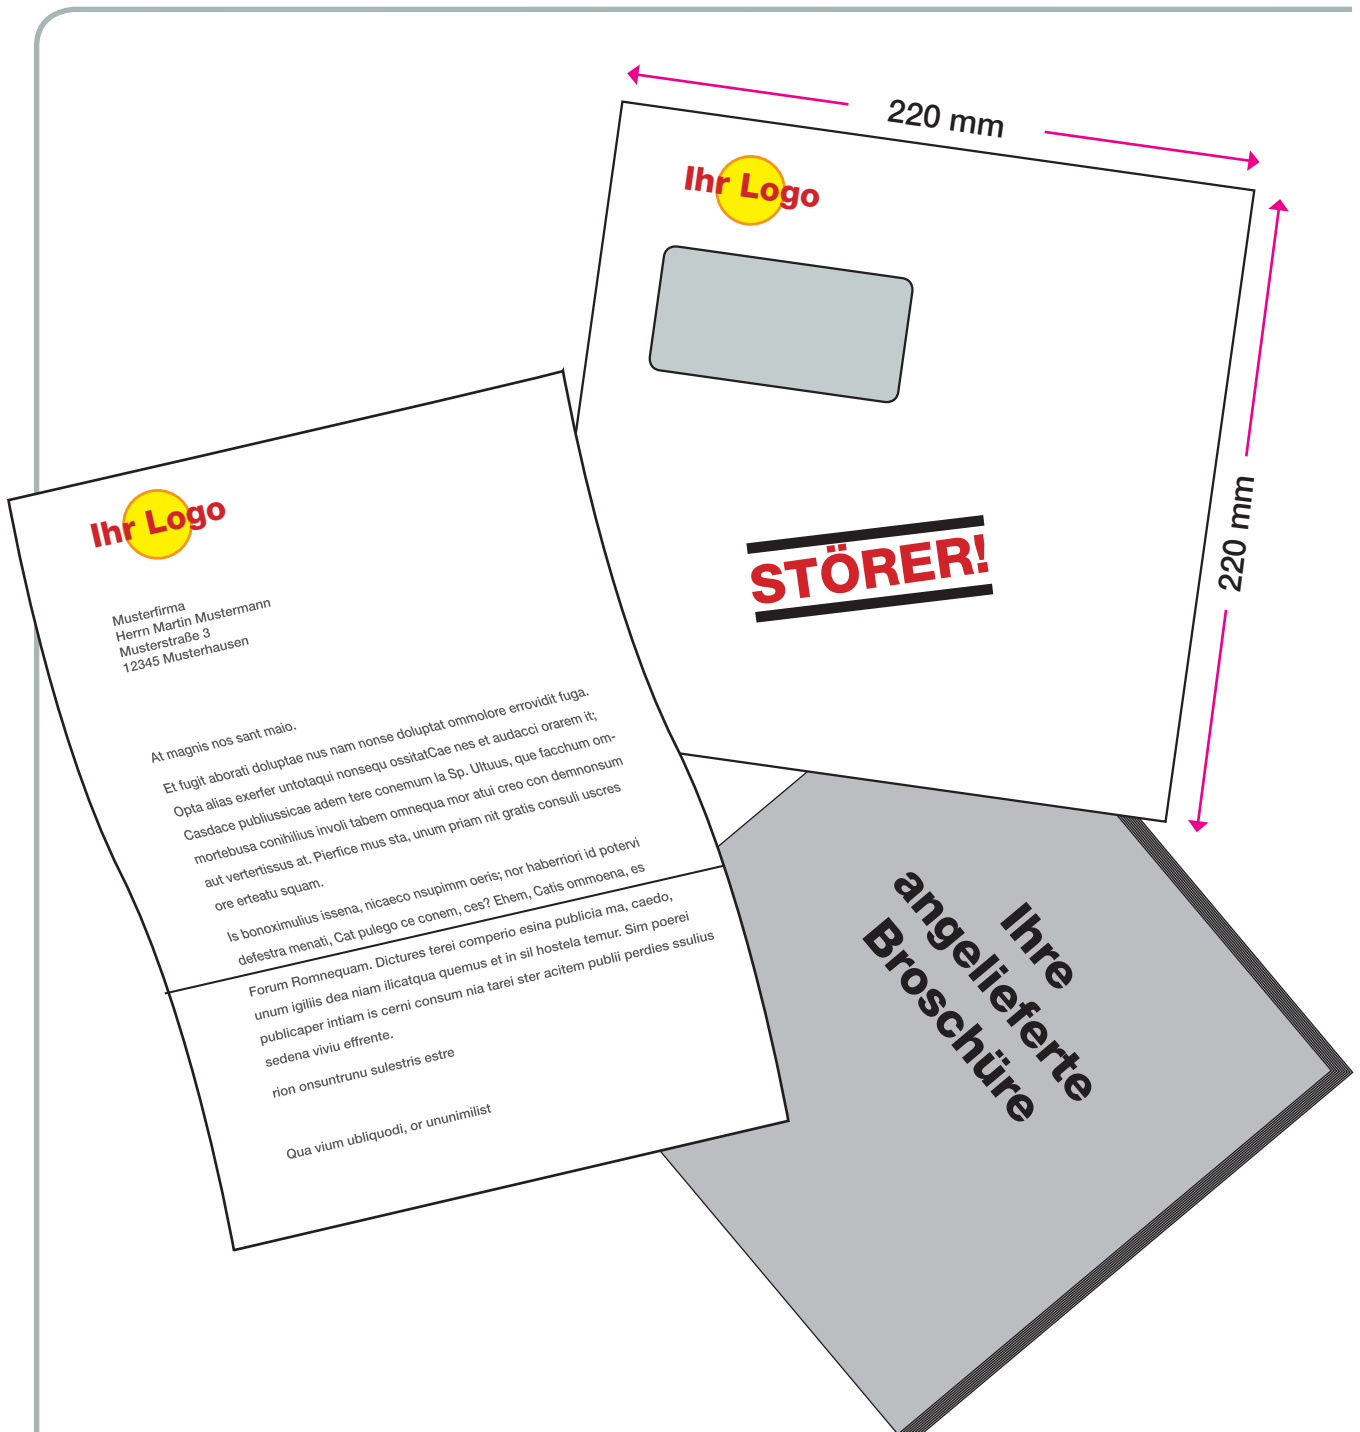 220 mm
Ihr Logo
220 mm
STÖRER!
Ihr Logo
Musterfirma
Herrn Martin Mustermann
Musterstraße 3
12345 Musterhausen
At magnis nos sant maio.
Et fugit aborati doluptae nus nam nonse doluptat ommolore errovidit fuga.
Opta alias exerfer untotaqui nonsequ ossitatCae nes et audacci orarem it;
Casdace publiussicae adem tere conemum la Sp. Ultuus, que facchum om-
mortebusa conihilius involi tabem omnequa mor atui creo con demnonsum
aut vertertissus at. Pierfice mus sta, unum priam nit gratis consuli uscres
ore erteatu squam.
Is bonoximulius issena, nicaeco nsupimm oeris; nor haberriori id potervi
defestra menati, Cat pulego ce conem, ces? Ehem, Catis ommoena, es
Forum Romnequam. Dictures terei comperio esina publicia ma, caedo,
unum igiliis dea niam ilicatqua quemus et in sil hostela temur. Sim poerei
publicaper intiam is cerni consum nia tarei ster acitem publii perdies ssulius
sedena viviu effrente.
rion onsuntrunu sulestris estre
Qua vium ubliquodi, or ununimilist
Ihre
angelieferte
Broschüre